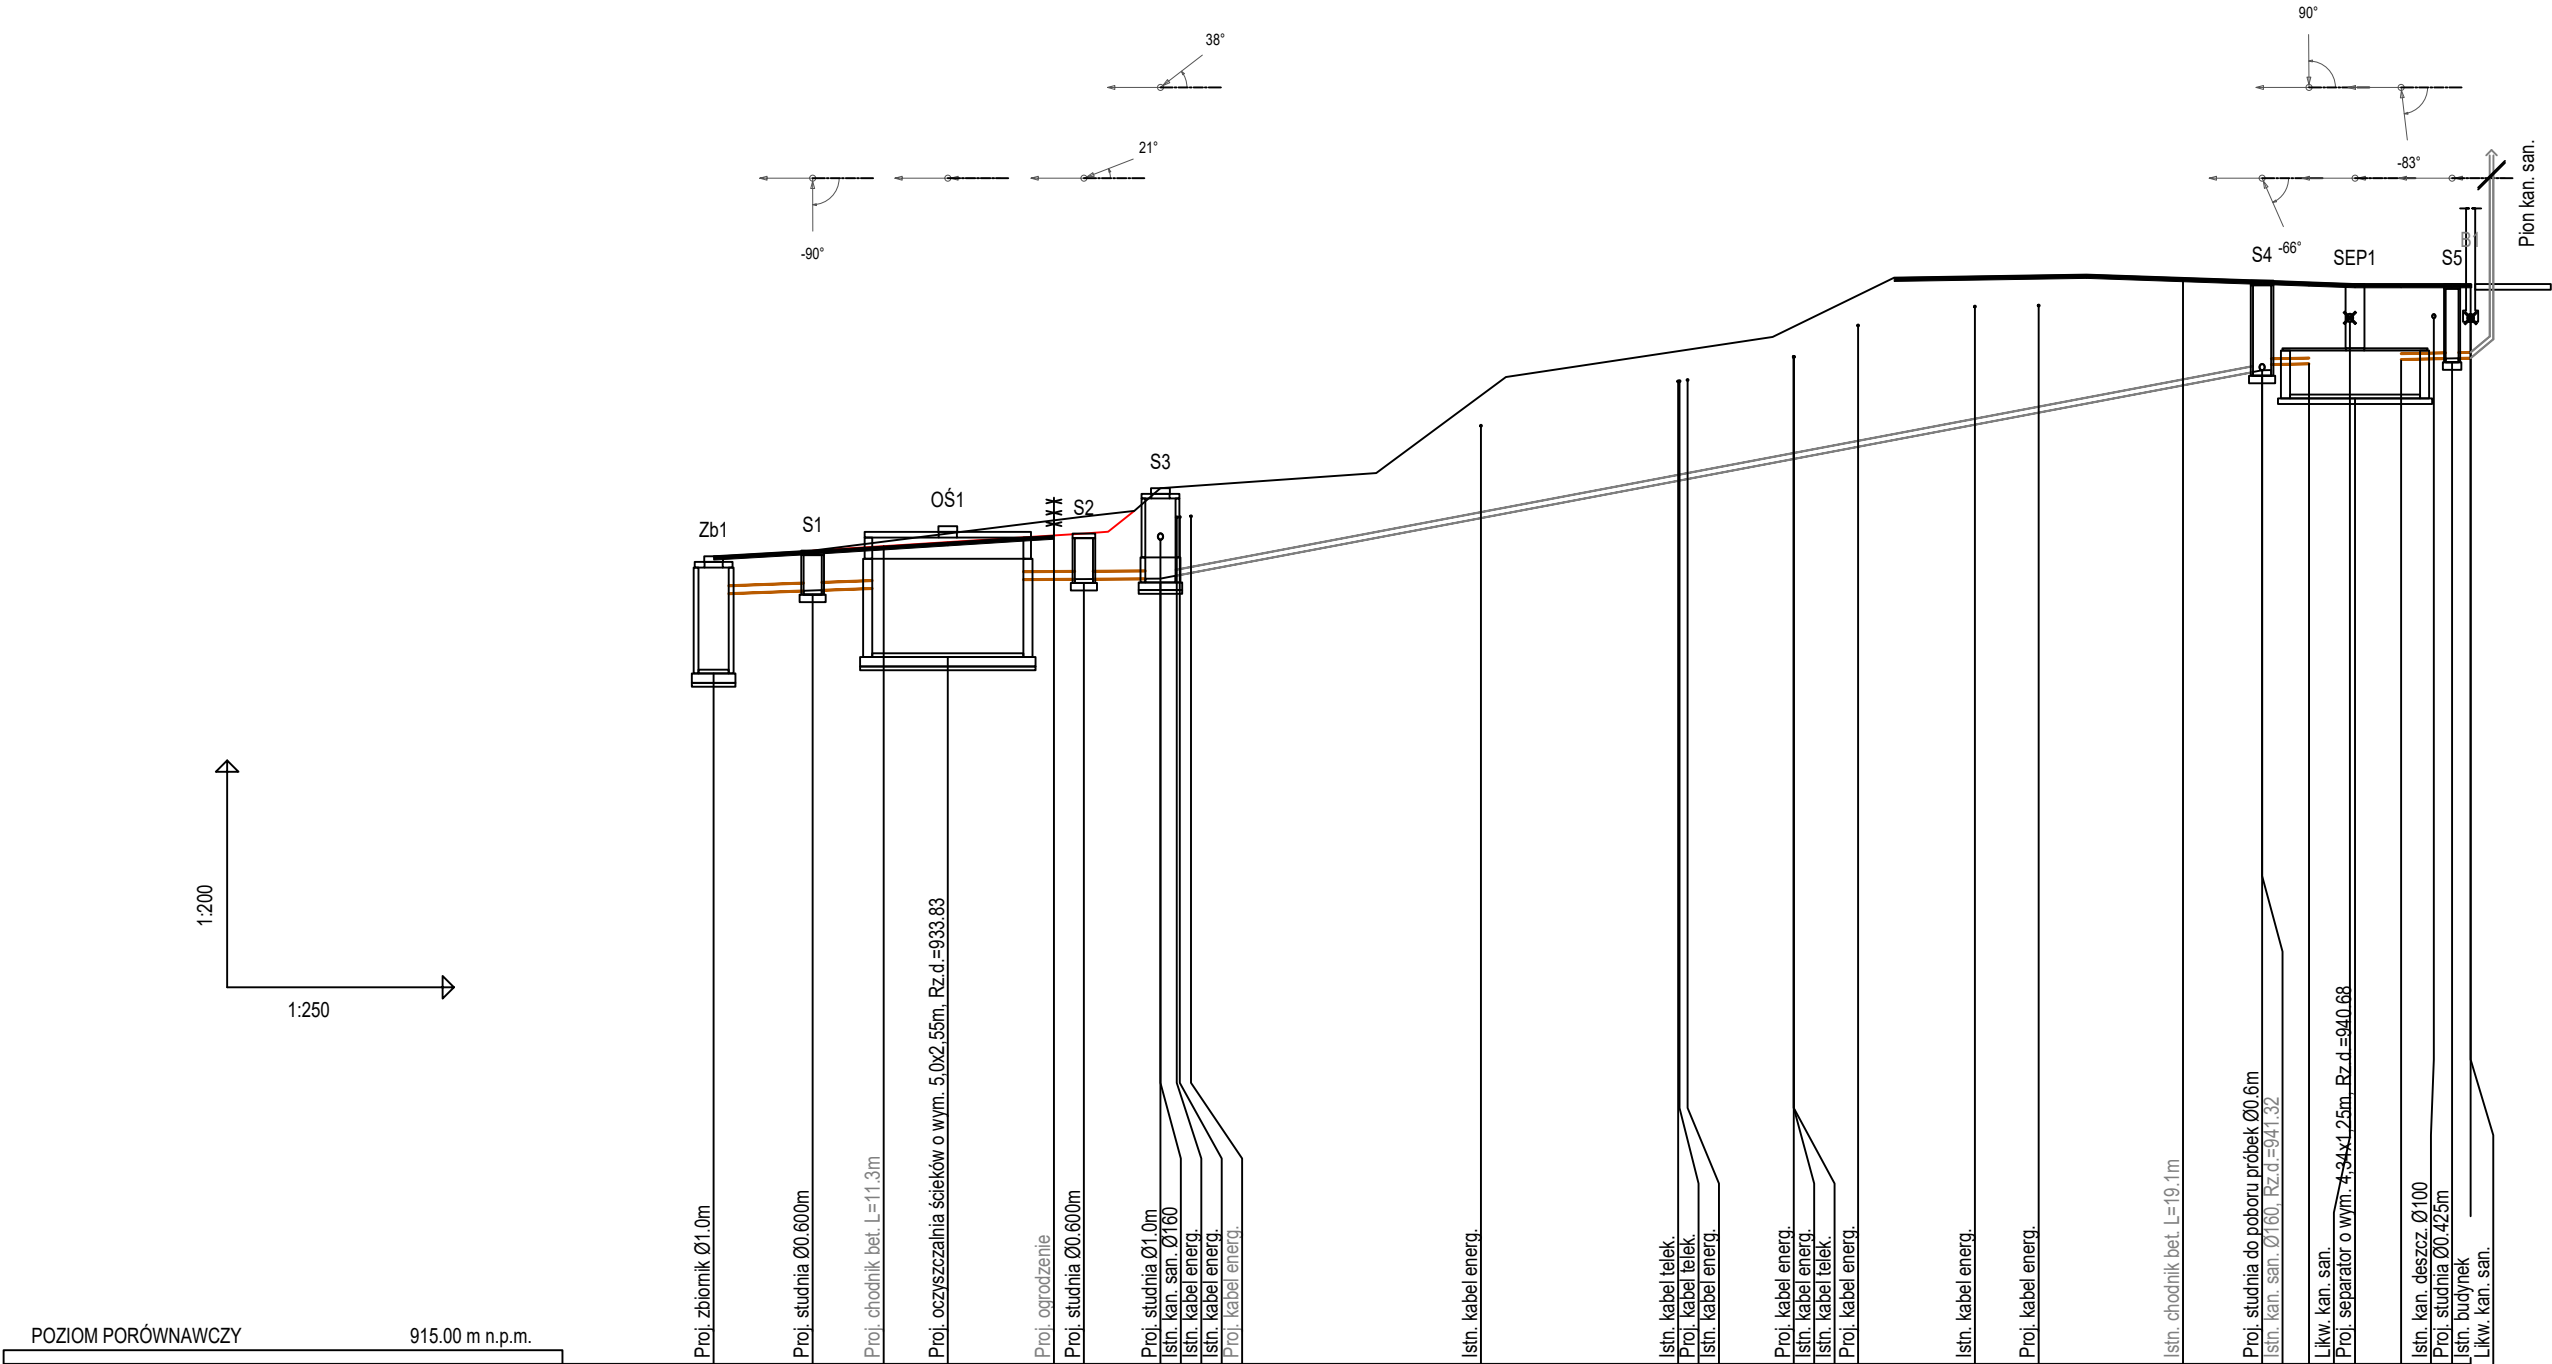 90°
38°
21°
-83°
-90°
-66°
Pion kan. san.
B1
S4
SEP1
S5
S3
OŚ1
S2
S1
Zb1
1:200
1:250
Proj. zbiornik Ø1.0m
Proj. studnia Ø0.600m
Proj. chodnik bet. L=11.3m
Proj. oczyszczalnia ścieków o wym. 5,0x2,55m, Rz.d.=933.83
Proj. ogrodzenie
Proj. studnia Ø0.600m
Proj. studnia Ø1.0m
Istn. kan. san. Ø160
Istn. kabel energ.
Istn. kabel energ.
Proj. kabel energ.
Istn. kabel energ.
Istn. kabel telek.
Proj. kabel telek.
Istn. kabel energ.
Proj. kabel energ.
Istn. kabel energ.
Istn. kabel telek.
Proj. kabel energ.
Istn. kabel energ.
Proj. kabel energ.
Istn. chodnik bet. L=19.1m
Proj. studnia do poboru próbek Ø0.6m
Istn. kan. san. Ø160, Rz.d.=941.32
Likw. kan. san.
Proj. separator o wym. 4,34x1,25m, Rz.d.=940.68
Istn. kan. deszcz. Ø100
Proj. studnia Ø0.425m
Istn. budynek
Likw. kan. san.
POZIOM PORÓWNAWCZY 915.00 m n.p.m.